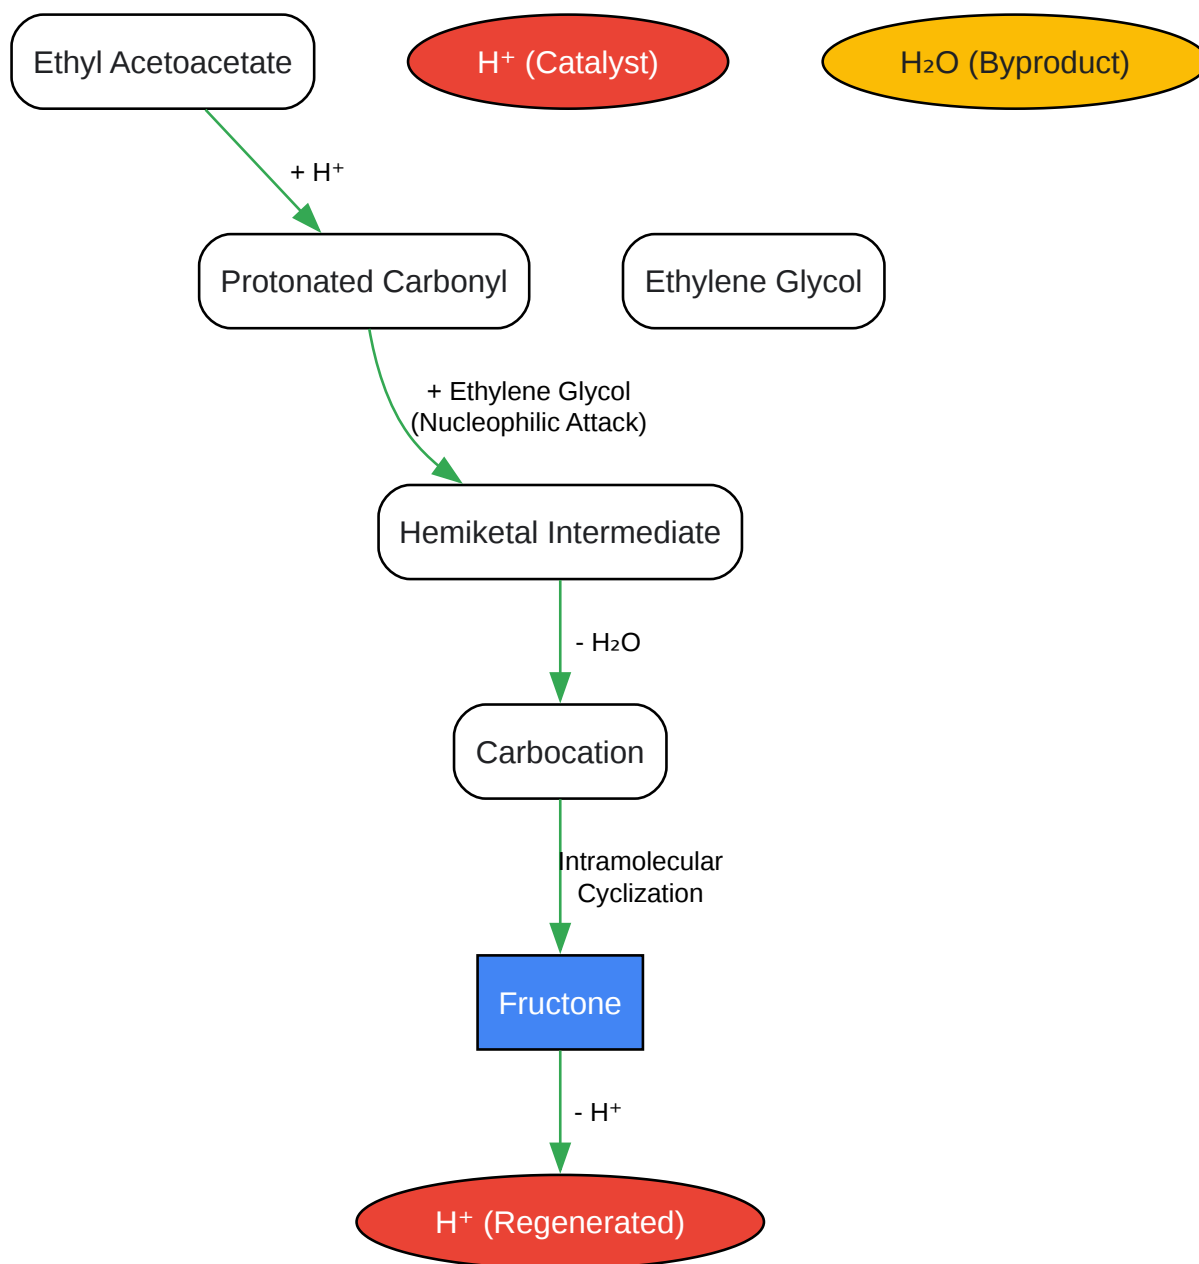 Ethyl Acetoacetate
H⁺ (Catalyst)
H₂O (Byproduct)
+ H⁺
Protonated Carbonyl
Ethylene Glycol
+ Ethylene Glycol
(Nucleophilic Attack)
Hemiketal Intermediate
- H₂O
Carbocation
Intramolecular
Cyclization
Fructone
- H⁺
H⁺ (Regenerated)